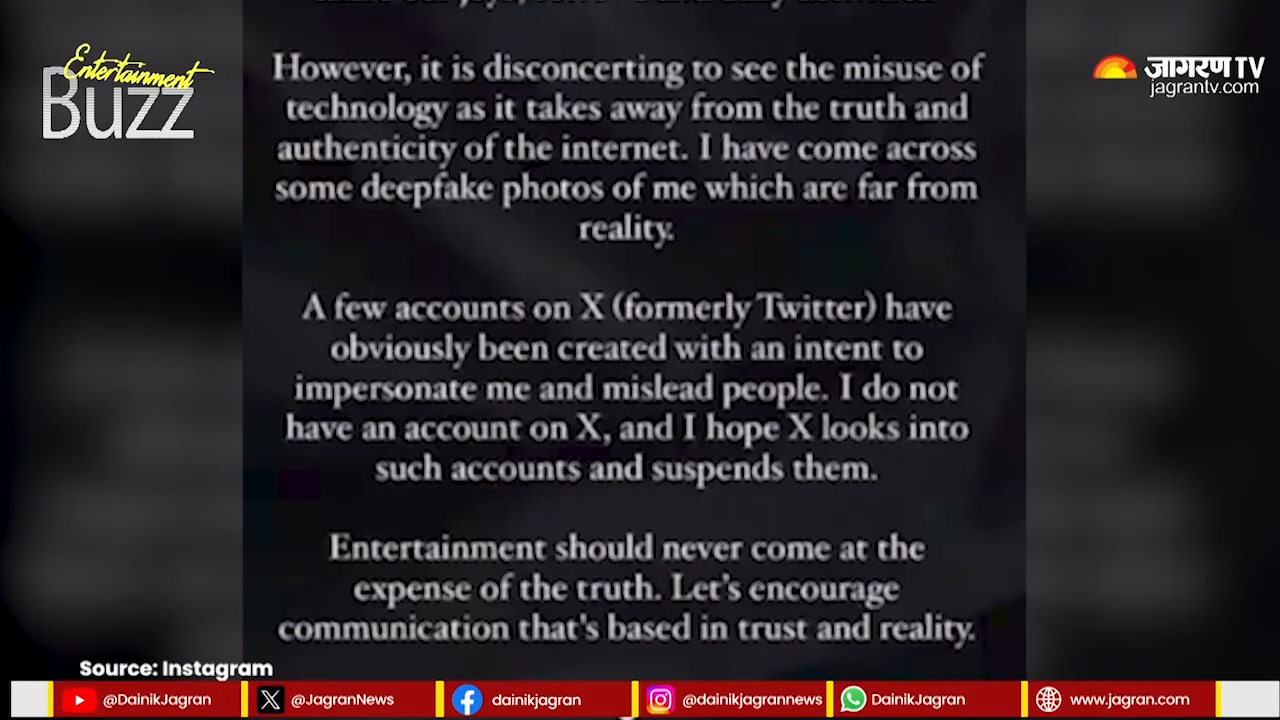 Entertainment
Buzz
जागरण TV
jagrantv.com
However, it is disconcerting to see the misuse of
technology as it takes away from the truth and
authenticity of the internet. I have come across
some deepfake photos of me which are far from
reality.
A few accounts on X (formerly Twitter) have
obviously been created with an intent to
impersonate me and mislead people. I do not
have an account on X, and I hope X looks into
such accounts and suspends them.
Entertainment should never come at the
expense of the truth. Let's encourage
communication that's based in trust and reality.
Source: Instagram
@DainikJagran
@JagranNews
dainikjagran
@dainikjagrannews
DainikJagran
www.jagran.com